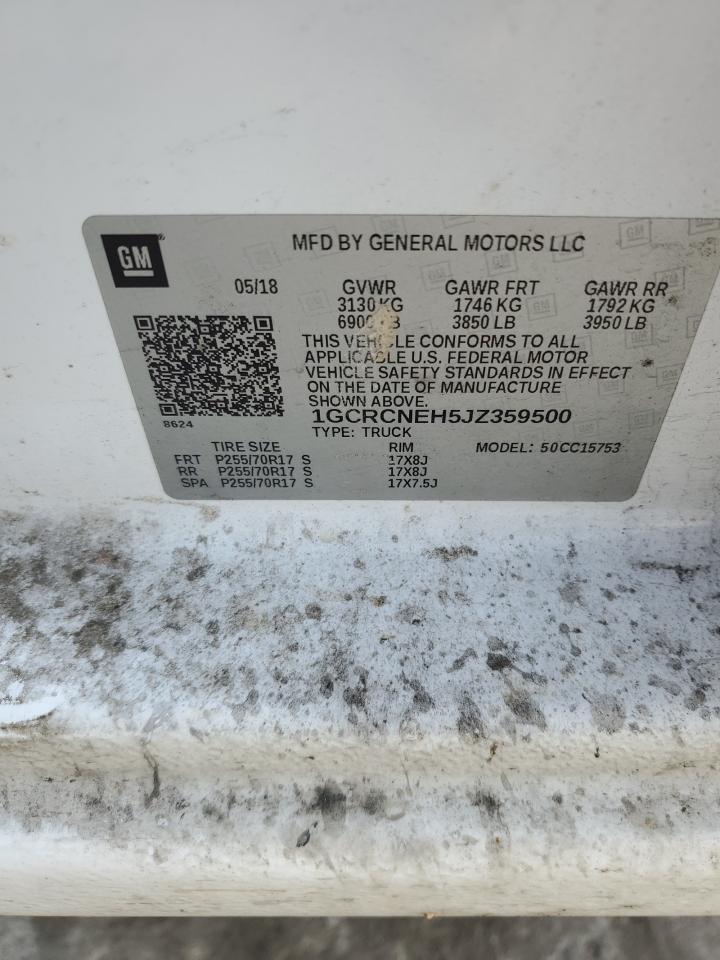 GM
MFD BY GENERAL MOTORS LLC
05/18 GVWR GAWR FRT GAWR RR
3130 KG 1746 KG 1792 KG
3850 LB 3950 LB
THIS VEHICLE CONFORMS TO ALL
APPLICABLE U.S. FEDERAL MOTOR
VEHICLE SAFETY STANDARDS IN EFFECT
ON THE DATE OF MANUFACTURE
SHOWN ABOVE.
1GCRCNEH5JZ359500
8624
TYPE: TRUCK
TIRE SIZE RIM MODEL: 50CC15753
FRT P255/70R17 S 17X8J
RR P255/70R17 S 17X8J
SPA P255/70R17 S 17X7.5J